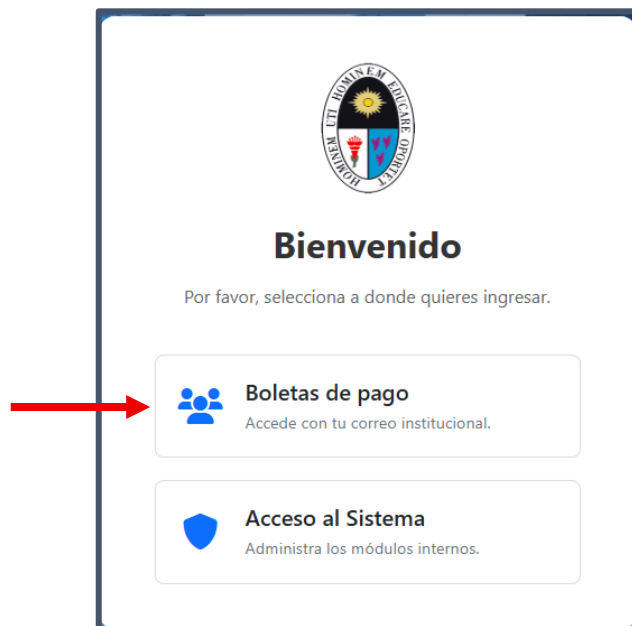 HOMINEM UTI HOMINEM EDUCARE OPORTET
Bienvenido
Por favor, selecciona a donde quieres ingresar.
Boletas de pago
Accede con tu correo institucional.
Acceso al Sistema
Administra los módulos internos.